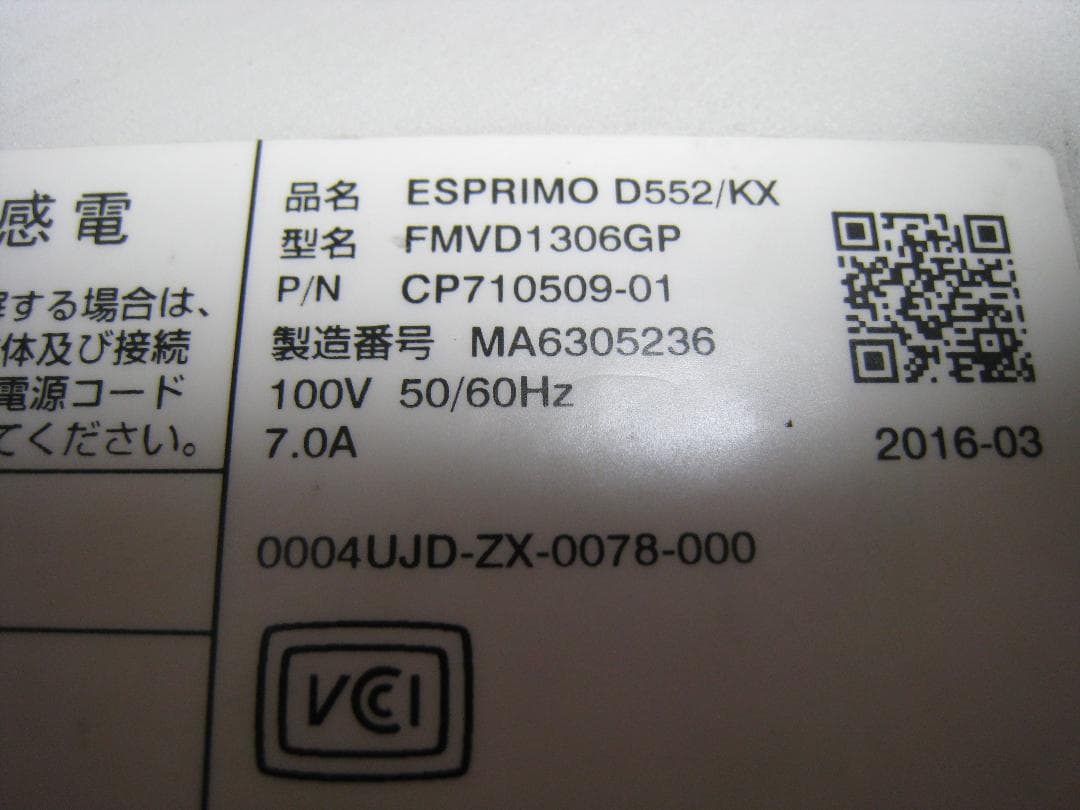 感電
する場合は、
体及び接続
電源コード
てください。
品名 ESPRIMO D552/KX
型名 FMVD1306GP
P/N CP710509-01
製造番号 MA6305236
100V 50/60Hz
7.0A
2016-03
0004UJD-ZX-0078-000
VCCI